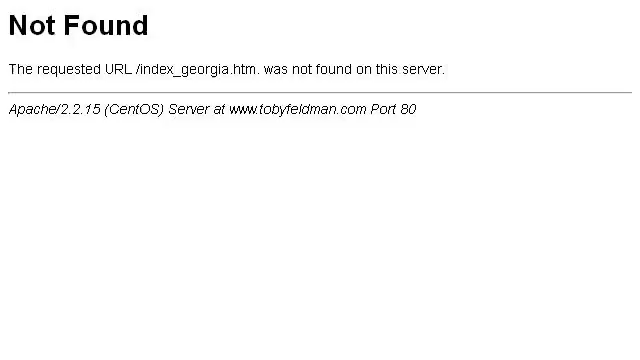 Not Found
The requested URL /index_georgia.htm. was not found on this server.
Apache/2.2.15 (CentOS) Server at www.tobyfeldman.com Port 80